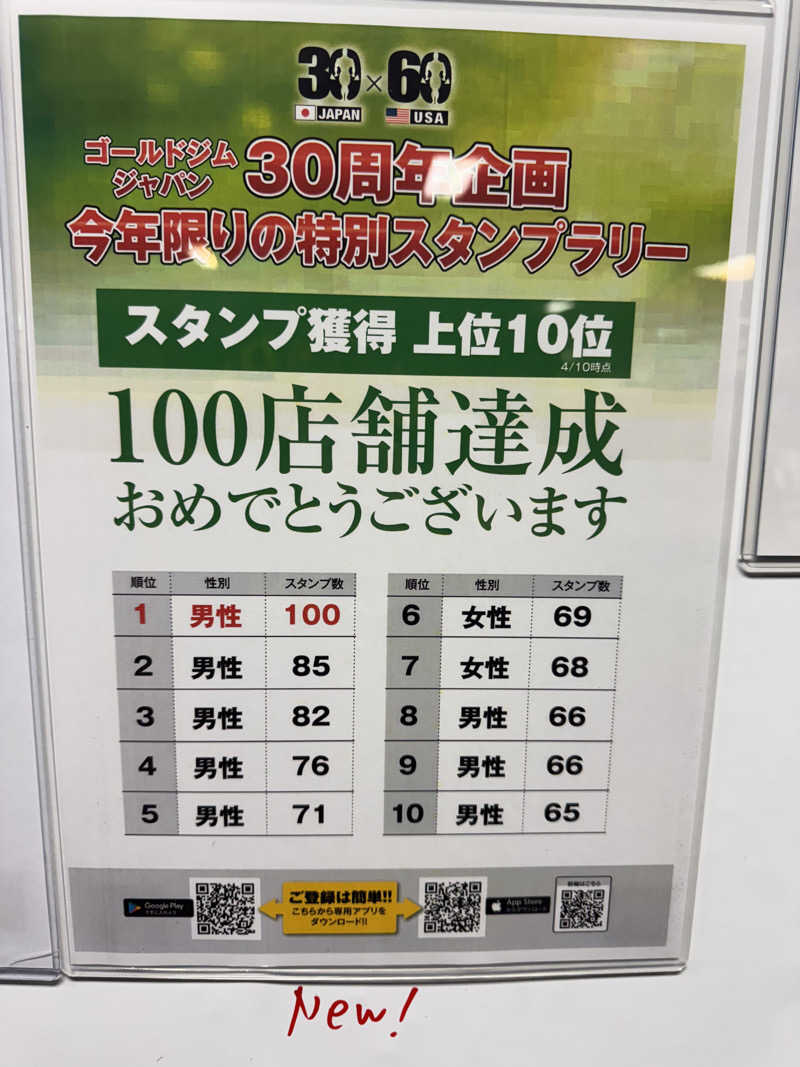 30×60
JAPAN USA
ゴールドジム
ジャパン
30周年企画
今年限りの特別スタンプラリー
スタンプ獲得 上位10位
4/10時点
100店舗達成
おめでとうございます
順位 性別 スタンプ数
1 男性 100
2 男性 85
3 男性 82
4 男性 76
5 男性 71
順位 性別 スタンプ数
6 女性 69
7 女性 68
8 男性 66
9 男性 66
10 男性 65
Google Play
ご登録は簡単!!
こちらから専用アプリを
ダウンロード!!
App Store
詳細はこちら
New!